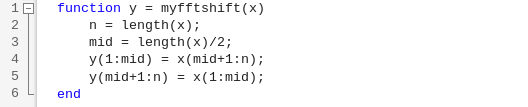 1 function y = myfftshift(x)
2 n = length(x);
3 mid = length(x)/2;
4 y(1:mid) = x(mid+1:n);
5 y(mid+1:n) = x(1:mid);
6 end